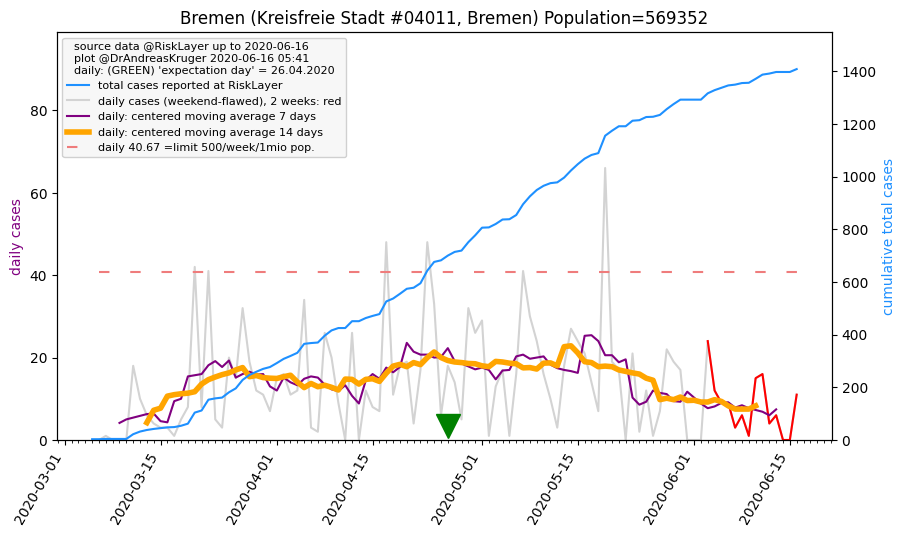 Bremen (Kreisfreie Stadt #04011, Bremen) Population=569352
source data @RiskLayer up to 2020-06-16
plot @DrAndreasKruger 2020-06-16 05:41
daily: (GREEN) 'expectation day' = 26.04.2020
total cases reported at RiskLayer
daily cases (weekend-flawed), 2 weeks: red
daily: centered moving average 7 days
daily: centered moving average 14 days
daily 40.67 =limit 500/week/1mio pop.
daily cases
0
20
40
60
80
cumulative total cases
0
200
400
600
800
1000
1200
1400
2020-03-01
2020-03-15
2020-04-01
2020-04-15
2020-05-01
2020-05-15
2020-06-01
2020-06-15